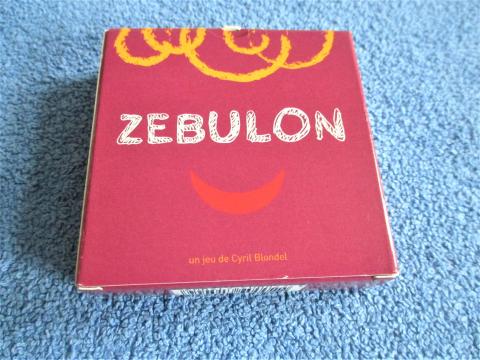 ZEBULON
un jeu de Cyril Blondel